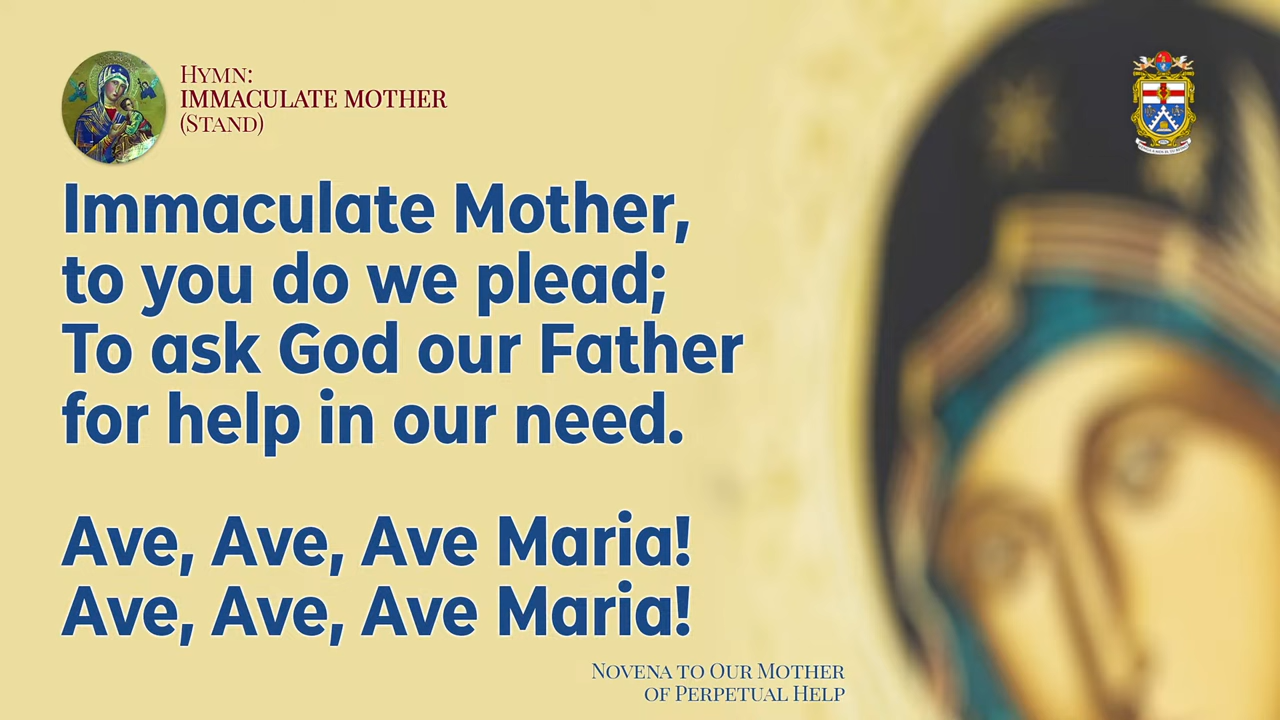 Hymn:
IMMACULATE MOTHER
(Stand)
Immaculate Mother,
to you do we plead;
To ask God our Father
for help in our need.
Ave, Ave, Ave Maria!
Ave, Ave, Ave Maria!
Novena to Our Mother
of Perpetual Help